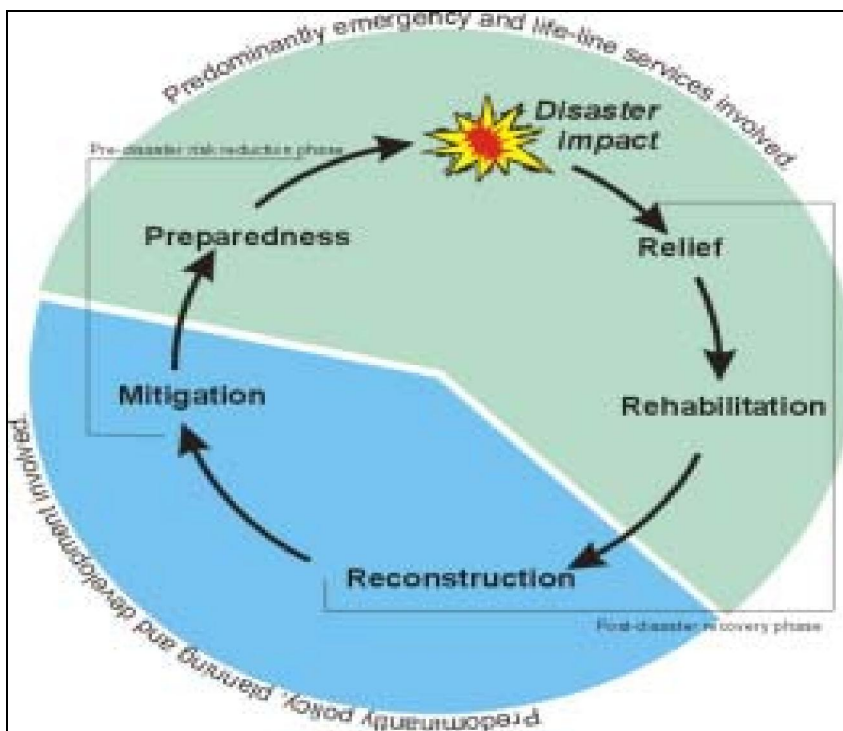 Predominantly emergency and life-line services involved
Disaster
impact
Pre-disaster risk reduction phase
Preparedness
Relief
Mitigation
Rehabilitation
Reconstruction
Post-disaster recovery phase
Predominantly policy, planning and development involved.